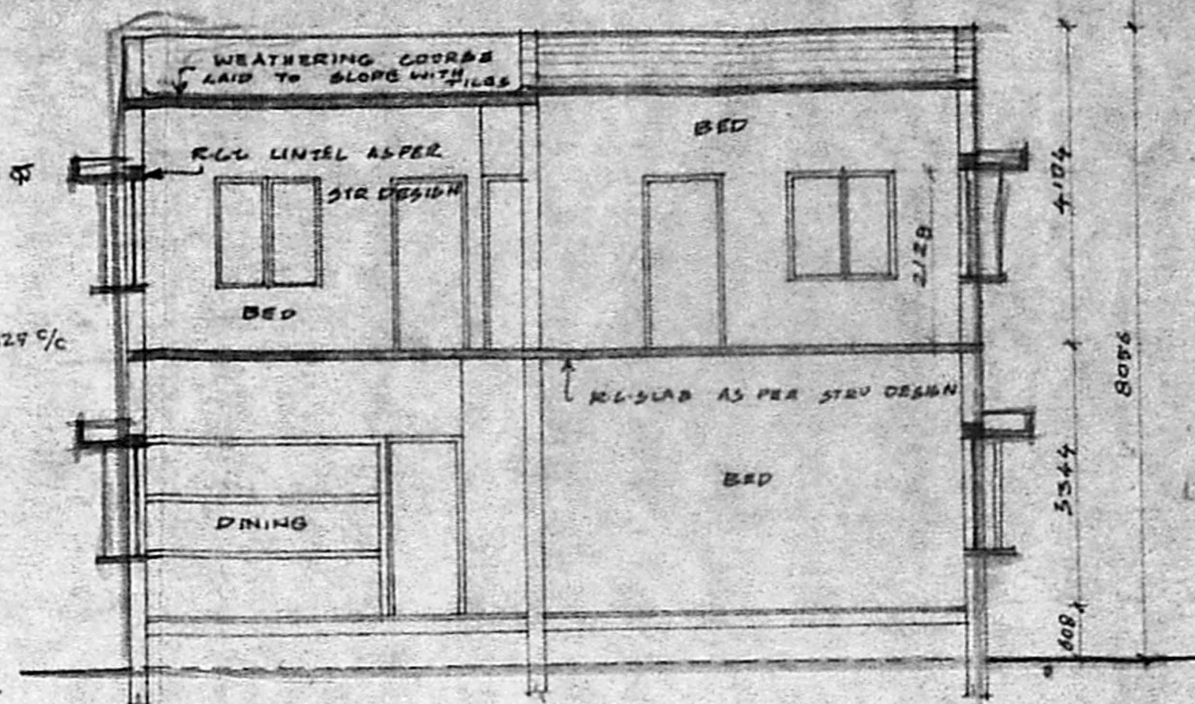 WEATHERING COURSE
LAID TO SLOPE WITH
TILES
BED
R.C.C LINTEL AS PER
STR DESIGN
4104
2128
BED
29 C/C
8056
R.C.SLAB AS PER STRU DESIGN
BED
3344
DINING
608